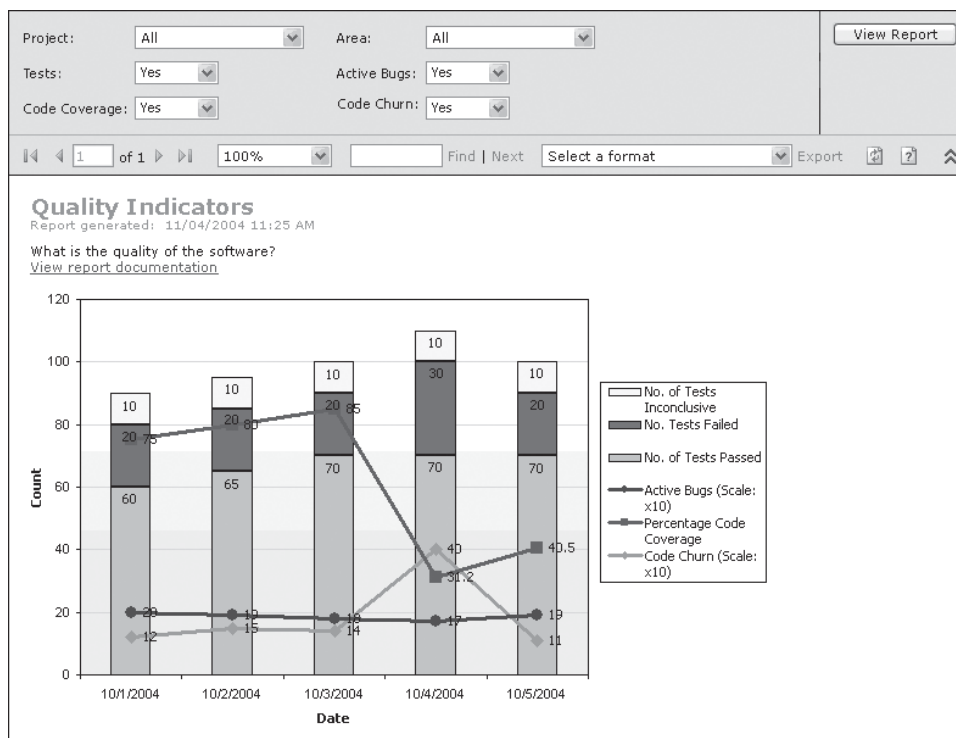 Project: All Area: All View Report
Tests: Yes Active Bugs: Yes
Code Coverage: Yes Code Churn: Yes
1 of 1 100% Find | Next Select a format Export ?
Quality Indicators
Report generated: 11/04/2004 11:25 AM
What is the quality of the software?
View report documentation
Count
120
100
80
60
40
20
0
10 10 10 10 10
20 20 20 30 20
60 65 70 70 70
75 80 85 31.2 40.5
20 19 18 17 19
12 15 14 40 11
10/1/2004 10/2/2004 10/3/2004 10/4/2004 10/5/2004
Date
No. of Tests
Inconclusive
No. Tests Failed
No. of Tests Passed
Active Bugs (Scale:
x10)
Percentage Code
Coverage
Code Churn (Scale:
x10)